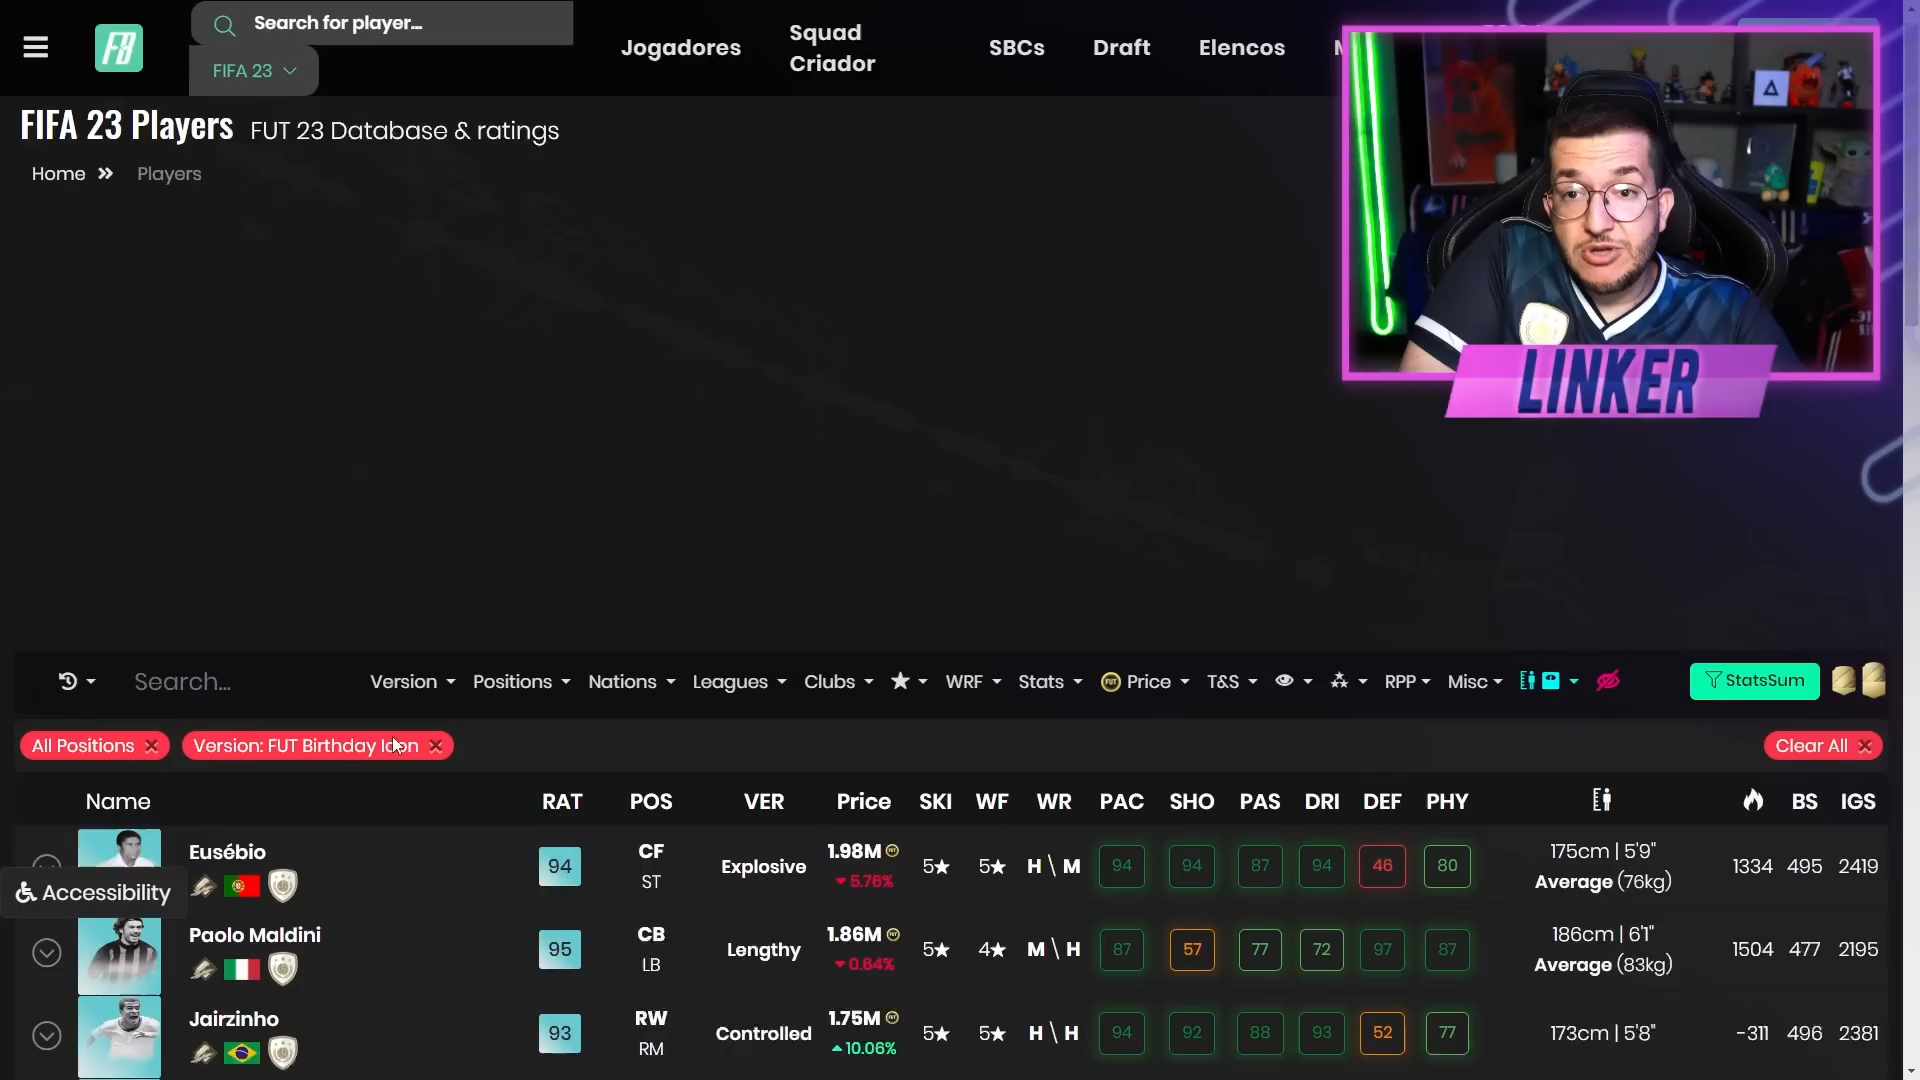 F8
Search for player...
FIFA 23
Jogadores
Squad
Criador
SBCs
Draft
Elencos
FIFA 23 Players FUT 23 Database & ratings
Home » Players
LINKER
Search... Version Positions Nations Leagues Clubs WRF Stats Price T&S RPP Misc StatsSum
All Positions × Version: FUT Birthday Icon × Clear All ×
Name RAT POS VER Price SKI WF WR PAC SHO PAS DRI DEF PHY BS IGS
Eusébio 94 CF ST Explosive 1.98M 5.76% 5★ 5★ H \ M 94 94 87 94 46 80 175cm | 5'9" Average (76kg) 1334 495 2419
Accessibility
Paolo Maldini 95 CB LB Lengthy 1.86M 0.64% 5★ 4★ M \ H 87 57 77 72 97 87 186cm | 6'1" Average (83kg) 1504 477 2195
Jairzinho 93 RW RM Controlled 1.75M 10.06% 5★ 5★ H \ H 94 92 88 93 52 77 173cm | 5'8" -311 496 2381